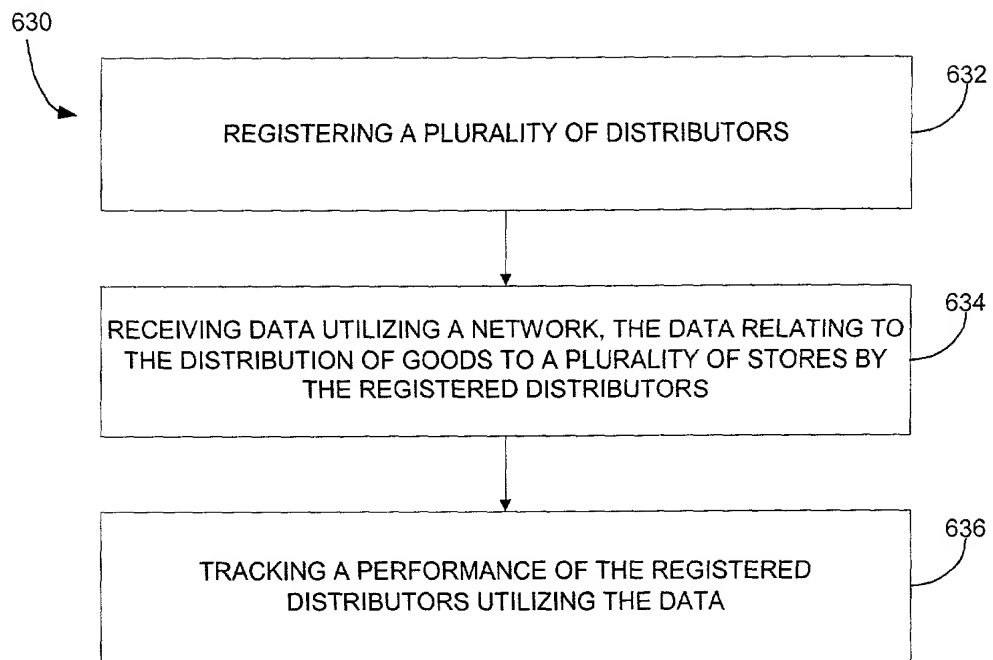 630
632
REGISTERING A PLURALITY OF DISTRIBUTORS
634
RECEIVING DATA UTILIZING A NETWORK, THE DATA RELATING TO
THE DISTRIBUTION OF GOODS TO A PLURALITY OF STORES BY
THE REGISTERED DISTRIBUTORS
636
TRACKING A PERFORMANCE OF THE REGISTERED
DISTRIBUTORS UTILIZING THE DATA